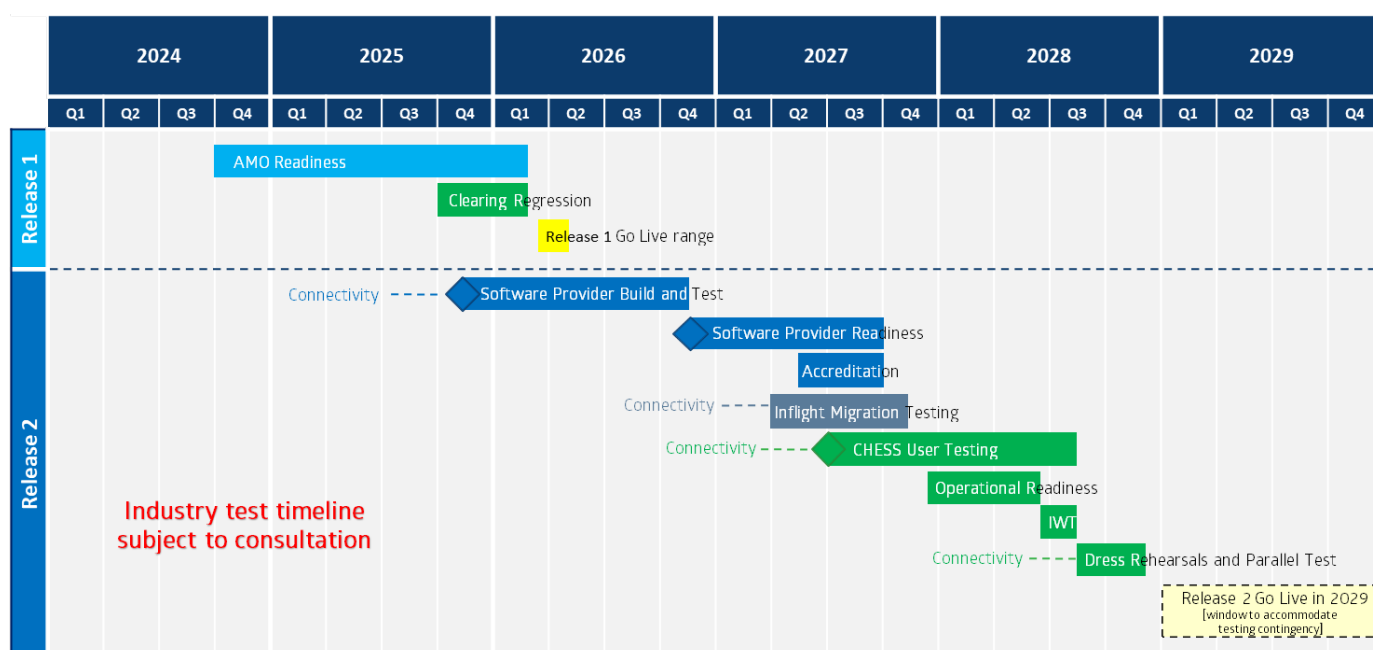 2024 2025 2026 2027 2028 2029
Q1 Q2 Q3 Q4 Q1 Q2 Q3 Q4 Q1 Q2 Q3 Q4 Q1 Q2 Q3 Q4 Q1 Q2 Q3 Q4 Q1 Q2 Q3 Q4
Release 1
AMO Readiness
Clearing Regression
Release 1 Go Live range
Release 2
Connectivity
Software Provider Build and Test
Software Provider Readiness
Accreditation
Connectivity
Inflight Migration Testing
Connectivity
CHESS User Testing
Operational Readiness
IWT
Connectivity
Dress Rehearsals and Parallel Test
Industry test timeline
subject to consultation
Release 2 Go Live in 2029
[window to accommodate
testing contingency]